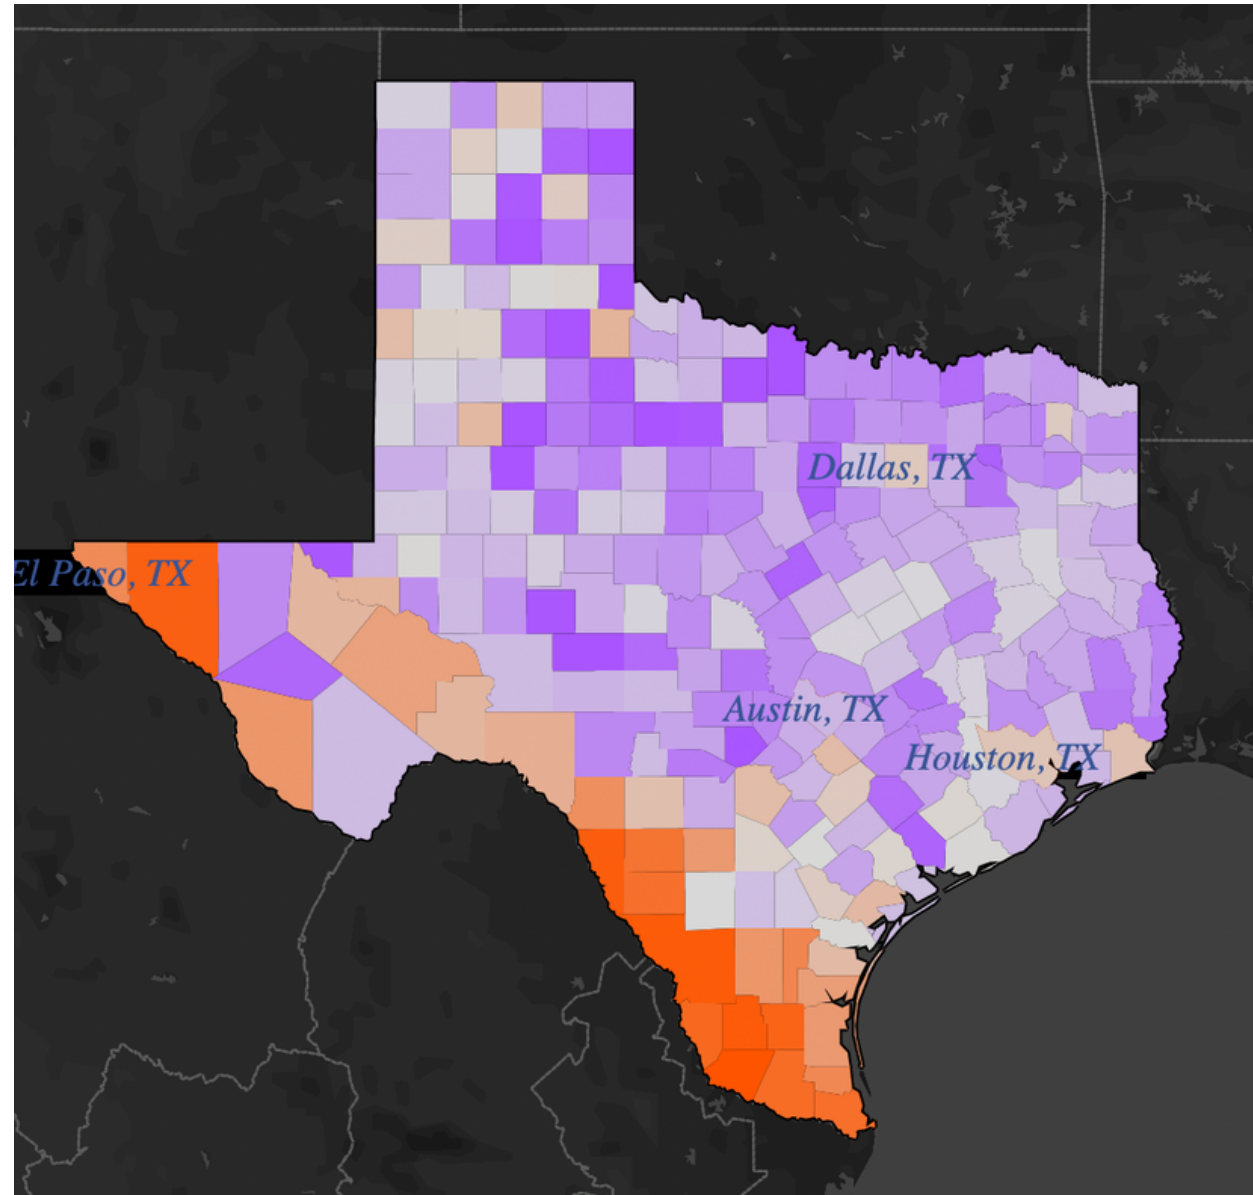 Dallas, TX
El Paso, TX
Austin, TX
Houston, TX